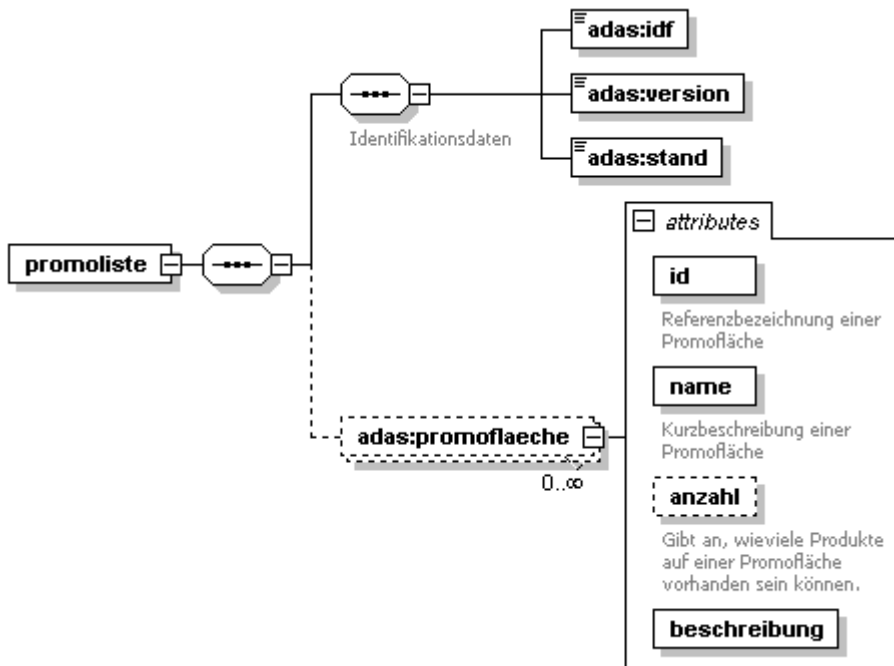 adas:idf
adas:version
Identifikationsdaten
adas:stand
attributes
promoliste
id
Referenzbezeichnung einer
Promofläche
name
adas:promoflaeche
Kurzbeschreibung einer
Promofläche
0..∞
anzahl
Gibt an, wieviele Produkte
auf einer Promofläche
vorhanden sein können.
beschreibung